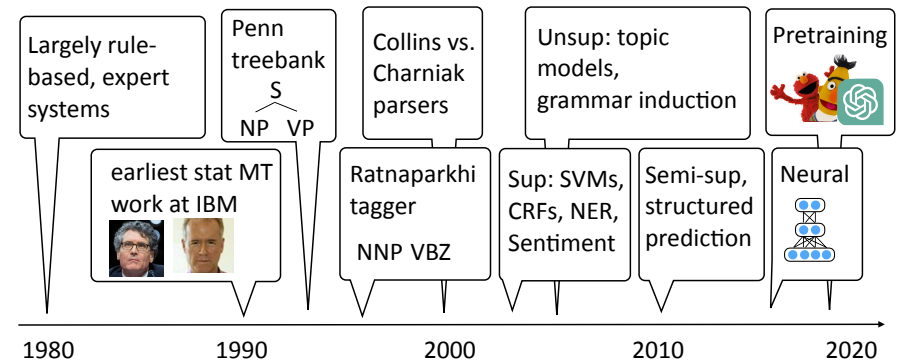 Largely rule-
based, expert
systems
earliest stat MT
work at IBM
Penn
treebank
S
NP VP
Collins vs.
Charniak
parsers
Ratnaparkhi
tagger
NNP VBZ
Unsup: topic
models,
grammar induction
Sup: SVMs,
CRFs, NER,
Sentiment
Semi-sup,
structured
prediction
Pretraining
Neural
1980
1990
2000
2010
2020